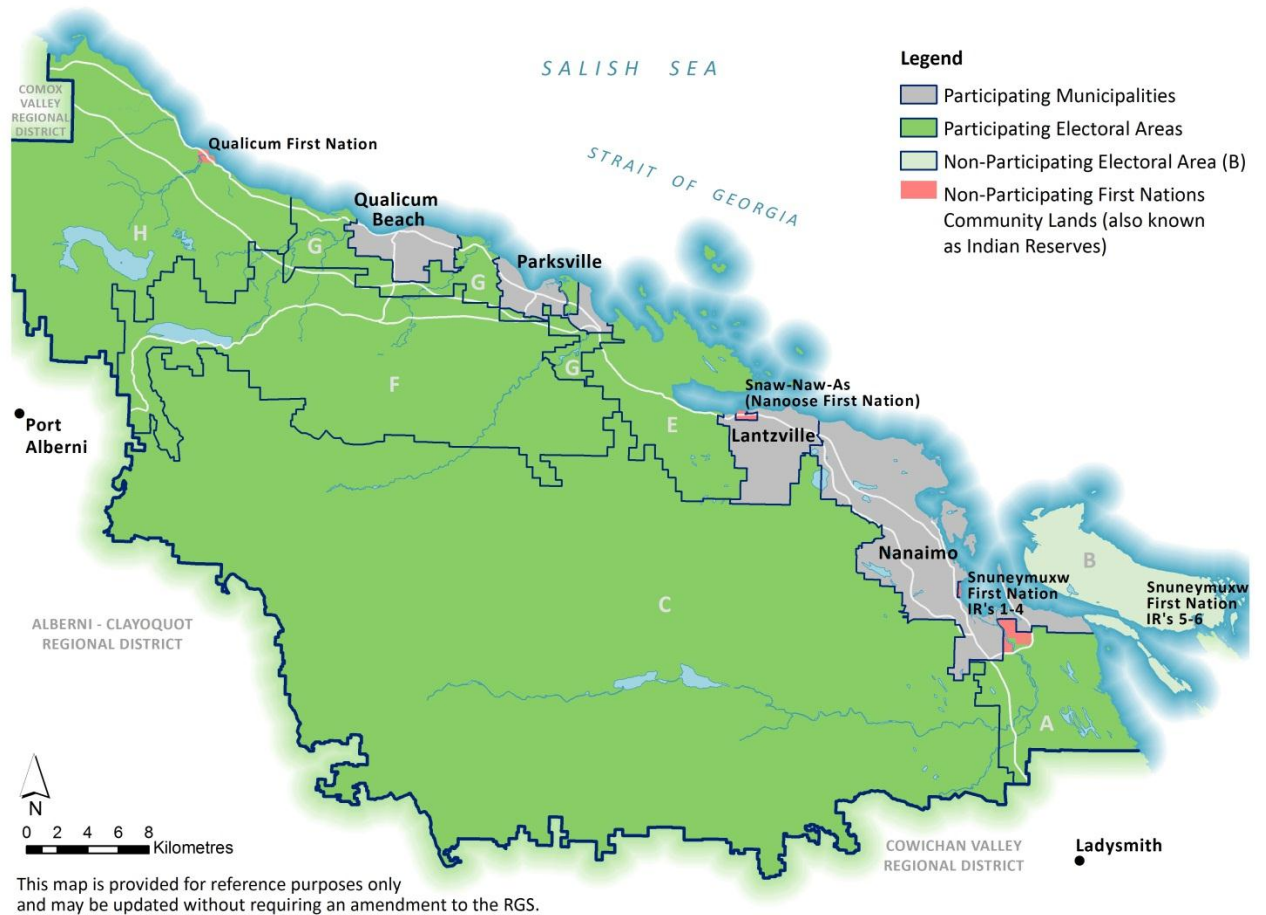 SALISH SEA
STRAIT OF GEORGIA
Legend
Participating Municipalities
Participating Electoral Areas
Non-Participating Electoral Area (B)
Non-Participating First Nations
Community Lands (also known
as Indian Reserves)
COMOX
VALLEY
REGIONAL
DISTRICT
Qualicum First Nation
Qualicum
Beach
H
G
G
Parksville
G
F
E
Snaw-Naw-As
(Nanoose First Nation)
Lantzville
Port
Alberni
Nanaimo
B
Snuneymuxw
First Nation
IR's 1-4
Snuneymuxw
First Nation
IR's 5-6
C
ALBERNI - CLAYOQUOT
REGIONAL DISTRICT
A
N
0 2 4 6 8
Kilometres
COWICHAN VALLEY
REGIONAL DISTRICT
Ladysmith
This map is provided for reference purposes only
and may be updated without requiring an amendment to the RGS.